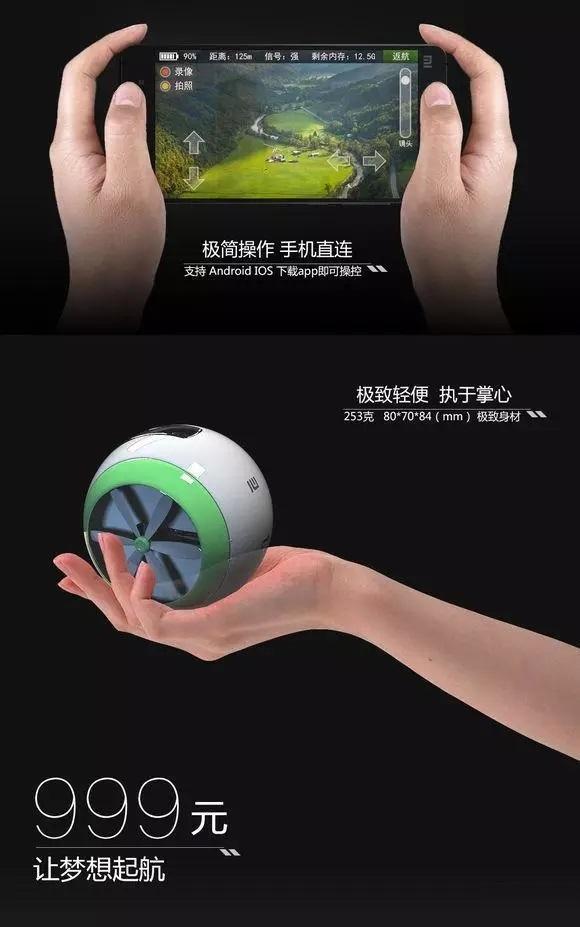 90% 距离：125m 信号：强 剩余内存：12.5G 返航
录像
拍照
镜头
极简操作 手机直连
支持 Android IOS 下载app即可操控
极致轻便 执于掌心
253克 80*70*84（mm）极致身材
999元
让梦想起航